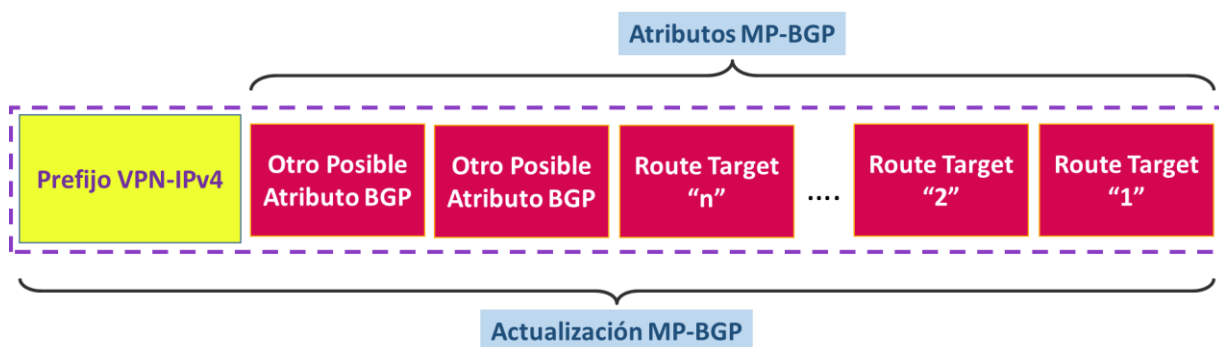 Atributos MP-BGP
Prefijo VPN-IPv4
Otro Posible
Atributo BGP
Otro Posible
Atributo BGP
Route Target
“n”
....
Route Target
“2”
Route Target
“1”
Actualización MP-BGP